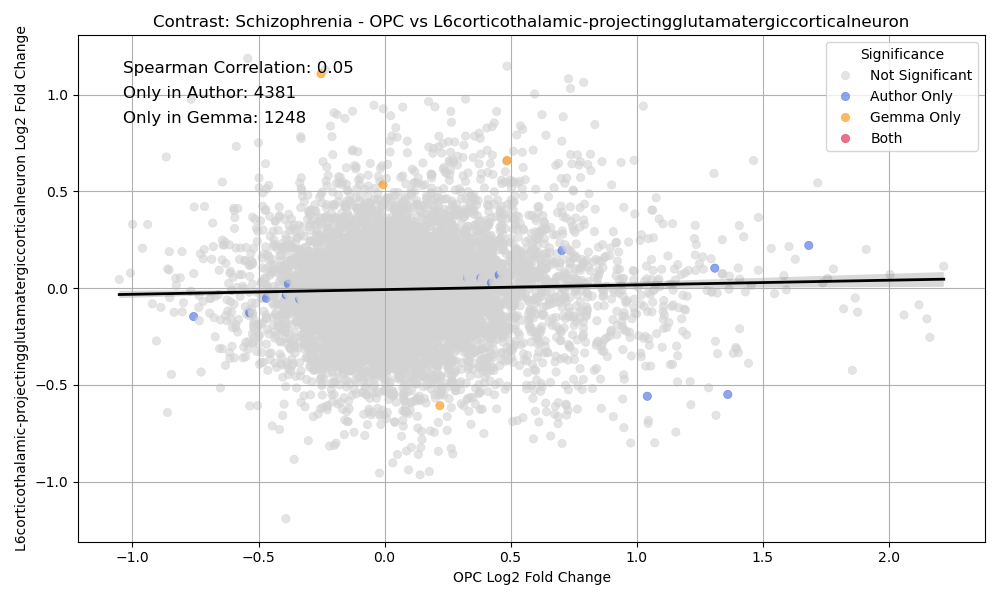 Contrast: Schizophrenia - OPC vs L6corticothalamic-projectingglutamatergiccorticalneuron
Spearman Correlation: 0.05
Only in Author: 4381
Only in Gemma: 1248
Significance
Not Significant
Author Only
Gemma Only
Both
L6corticothalamic-projectingglutamatergiccorticalneuron Log2 Fold Change
1.0
0.5
0.0
−0.5
−1.0
−1.0 −0.5 0.0 0.5 1.0 1.5 2.0
OPC Log2 Fold Change